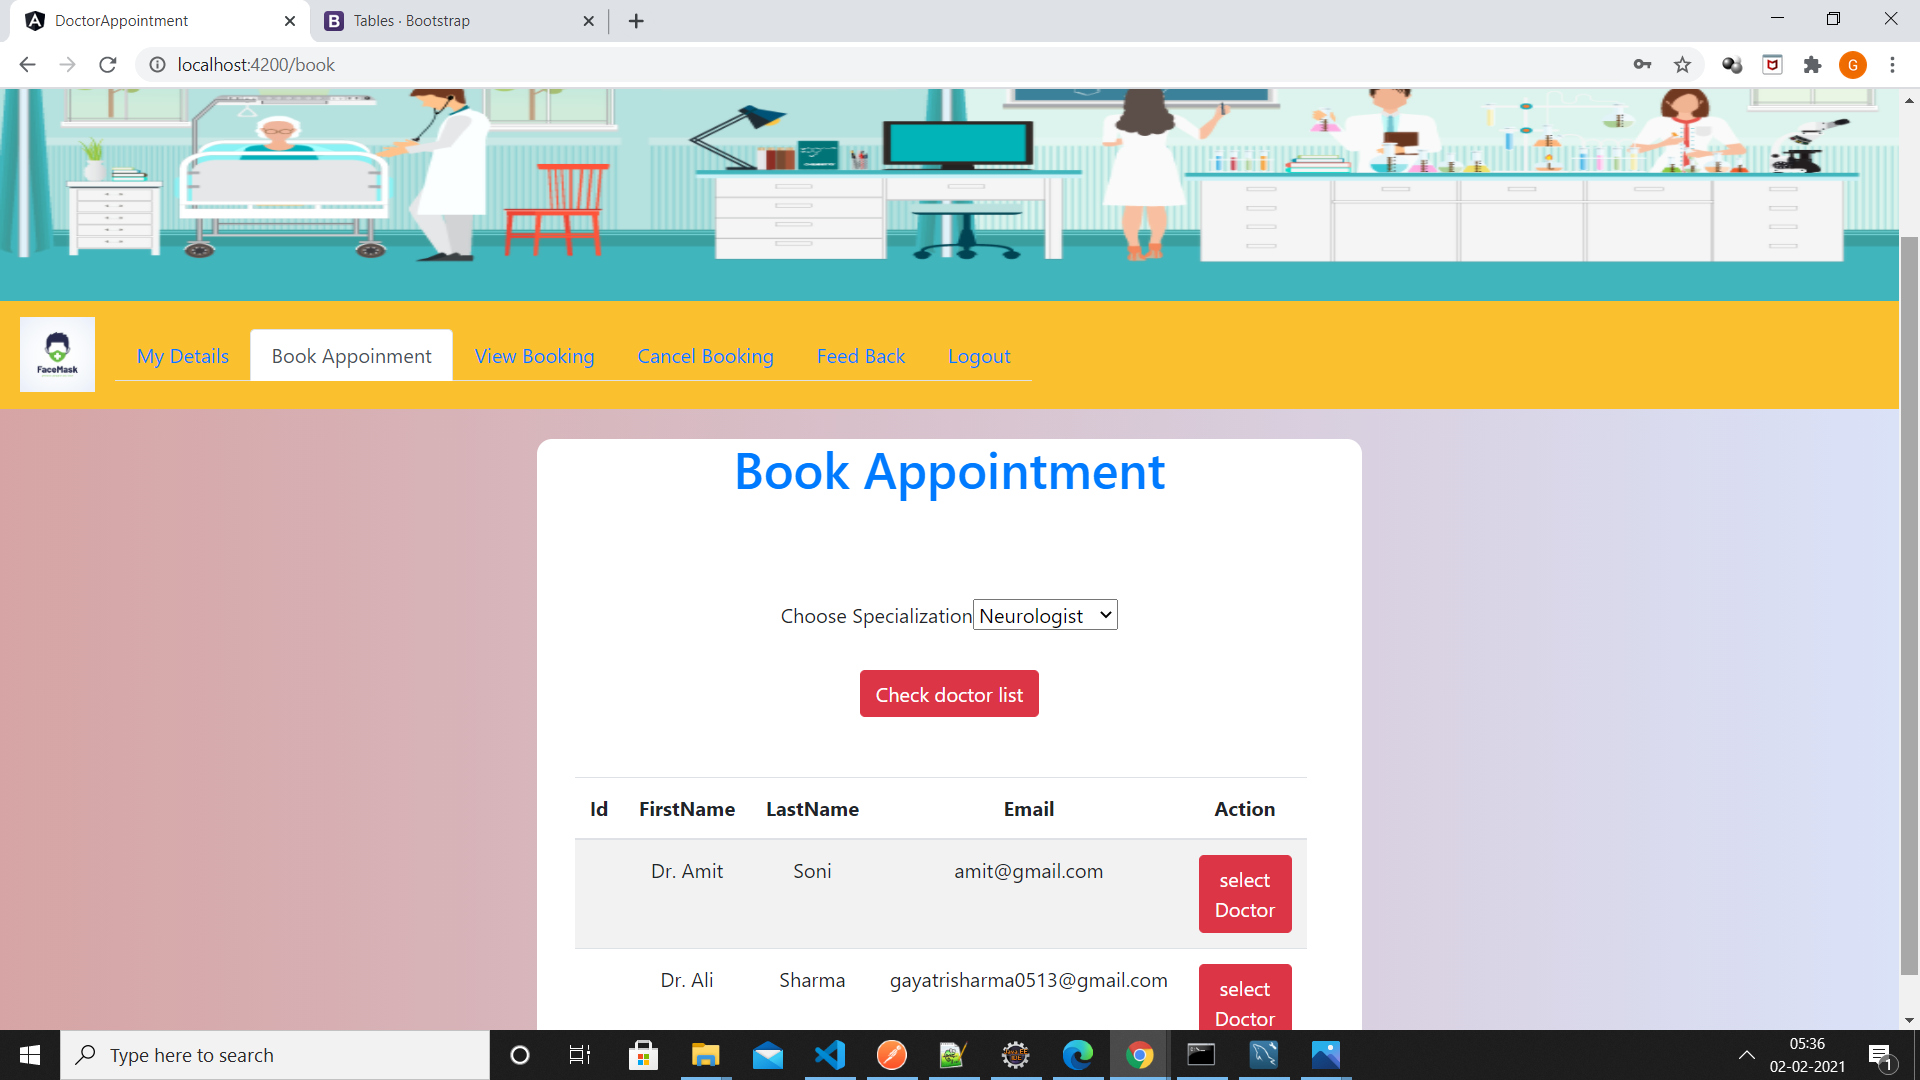 DoctorAppointment
Tables · Bootstrap
localhost:4200/book
G
FaceMask
My Details
Book Appoinment
View Booking
Cancel Booking
Feed Back
Logout
Book Appointment
Choose Specialization Neurologist
Check doctor list
Id FirstName LastName Email Action
Dr. Amit Soni amit@gmail.com select Doctor
Dr. Ali Sharma gayatrisharma0513@gmail.com select Doctor
Type here to search
05:36
02-02-2021
1